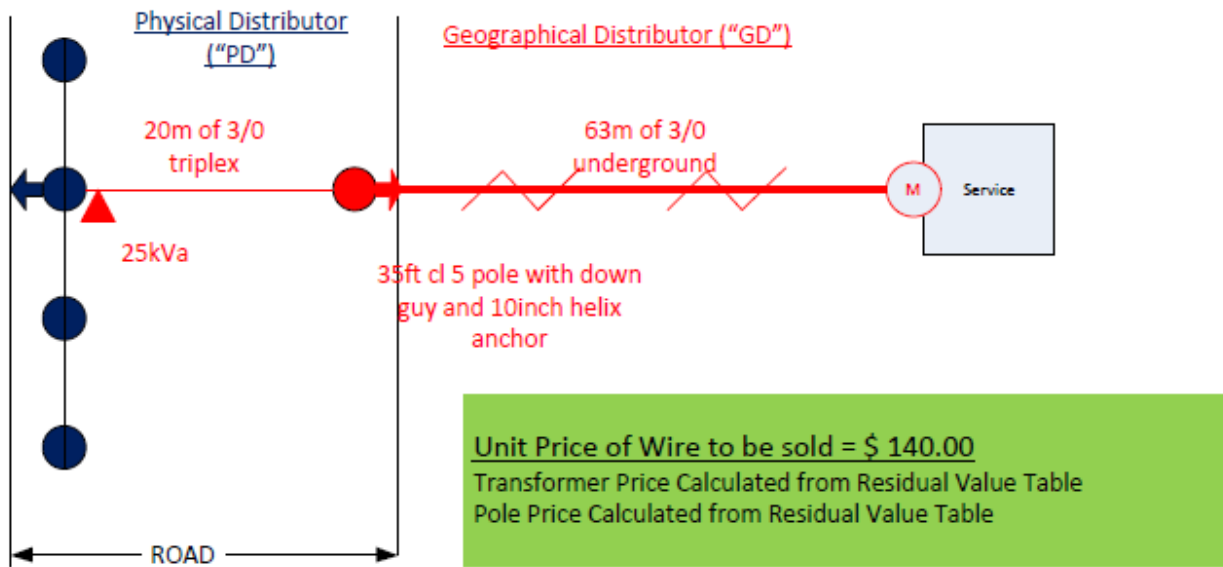 Physical Distributor
("PD")
Geographical Distributor ("GD")
20m of 3/0
triplex
63m of 3/0
underground
M
Service
25kVa
35ft cl 5 pole with down
guy and 10inch helix
anchor
Unit Price of Wire to be sold = $ 140.00
Transformer Price Calculated from Residual Value Table
Pole Price Calculated from Residual Value Table
ROAD